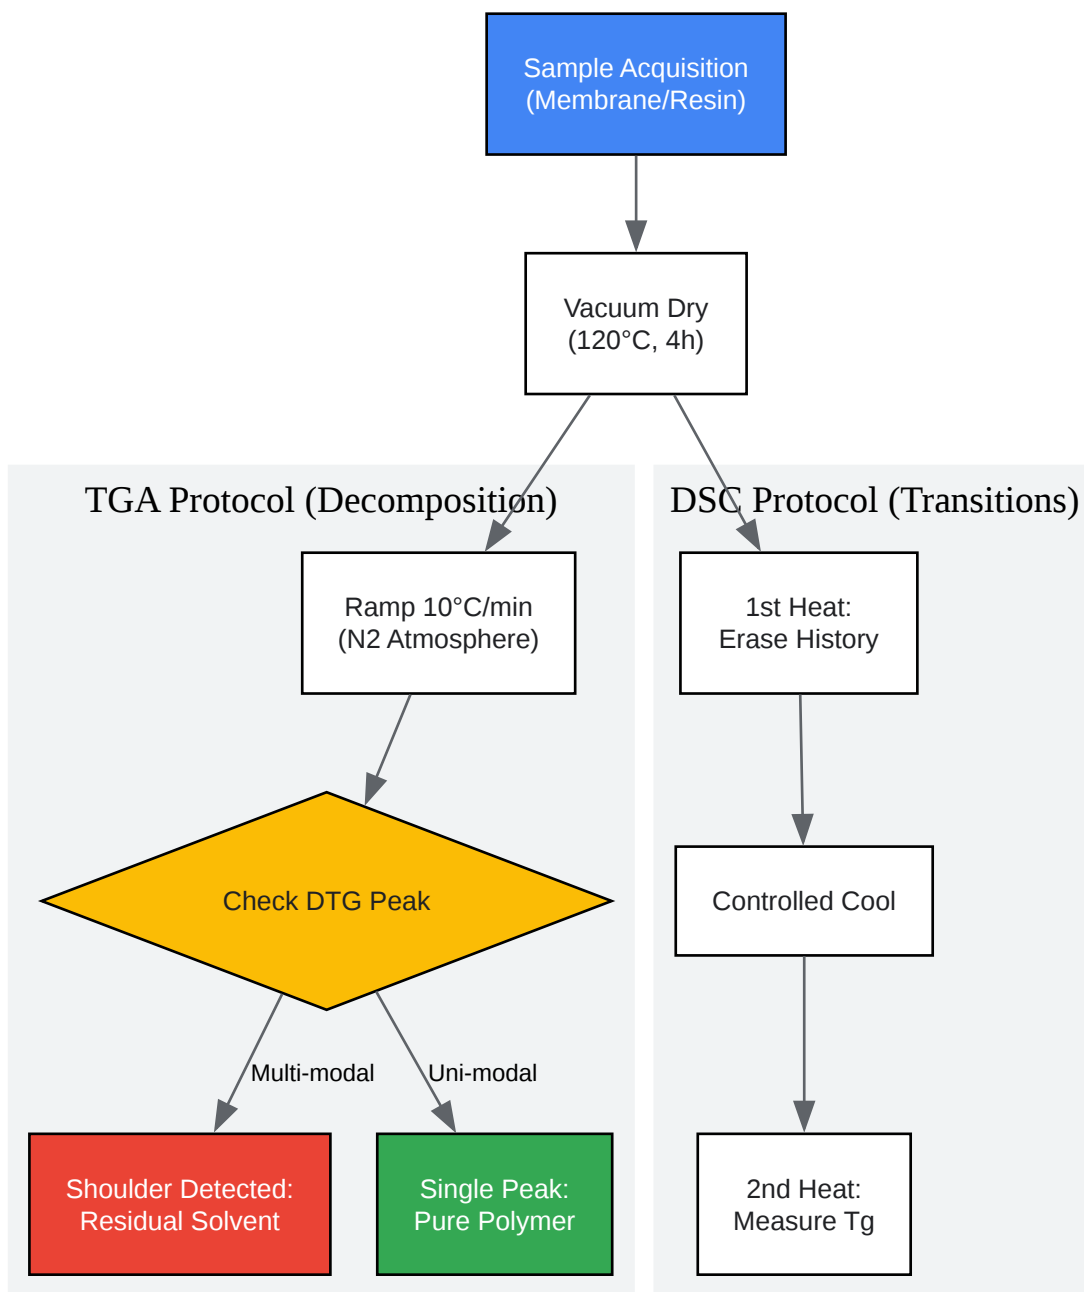 Sample Acquisition
(Membrane/Resin)
Vacuum Dry
(120°C, 4h)
TGA Protocol (Decomposition)
Ramp 10°C/min
(N2 Atmosphere)
Check DTG Peak
Multi-modal
Uni-modal
Shoulder Detected:
Residual Solvent
Single Peak:
Pure Polymer
DSC Protocol (Transitions)
1st Heat:
Erase History
Controlled Cool
2nd Heat:
Measure Tg